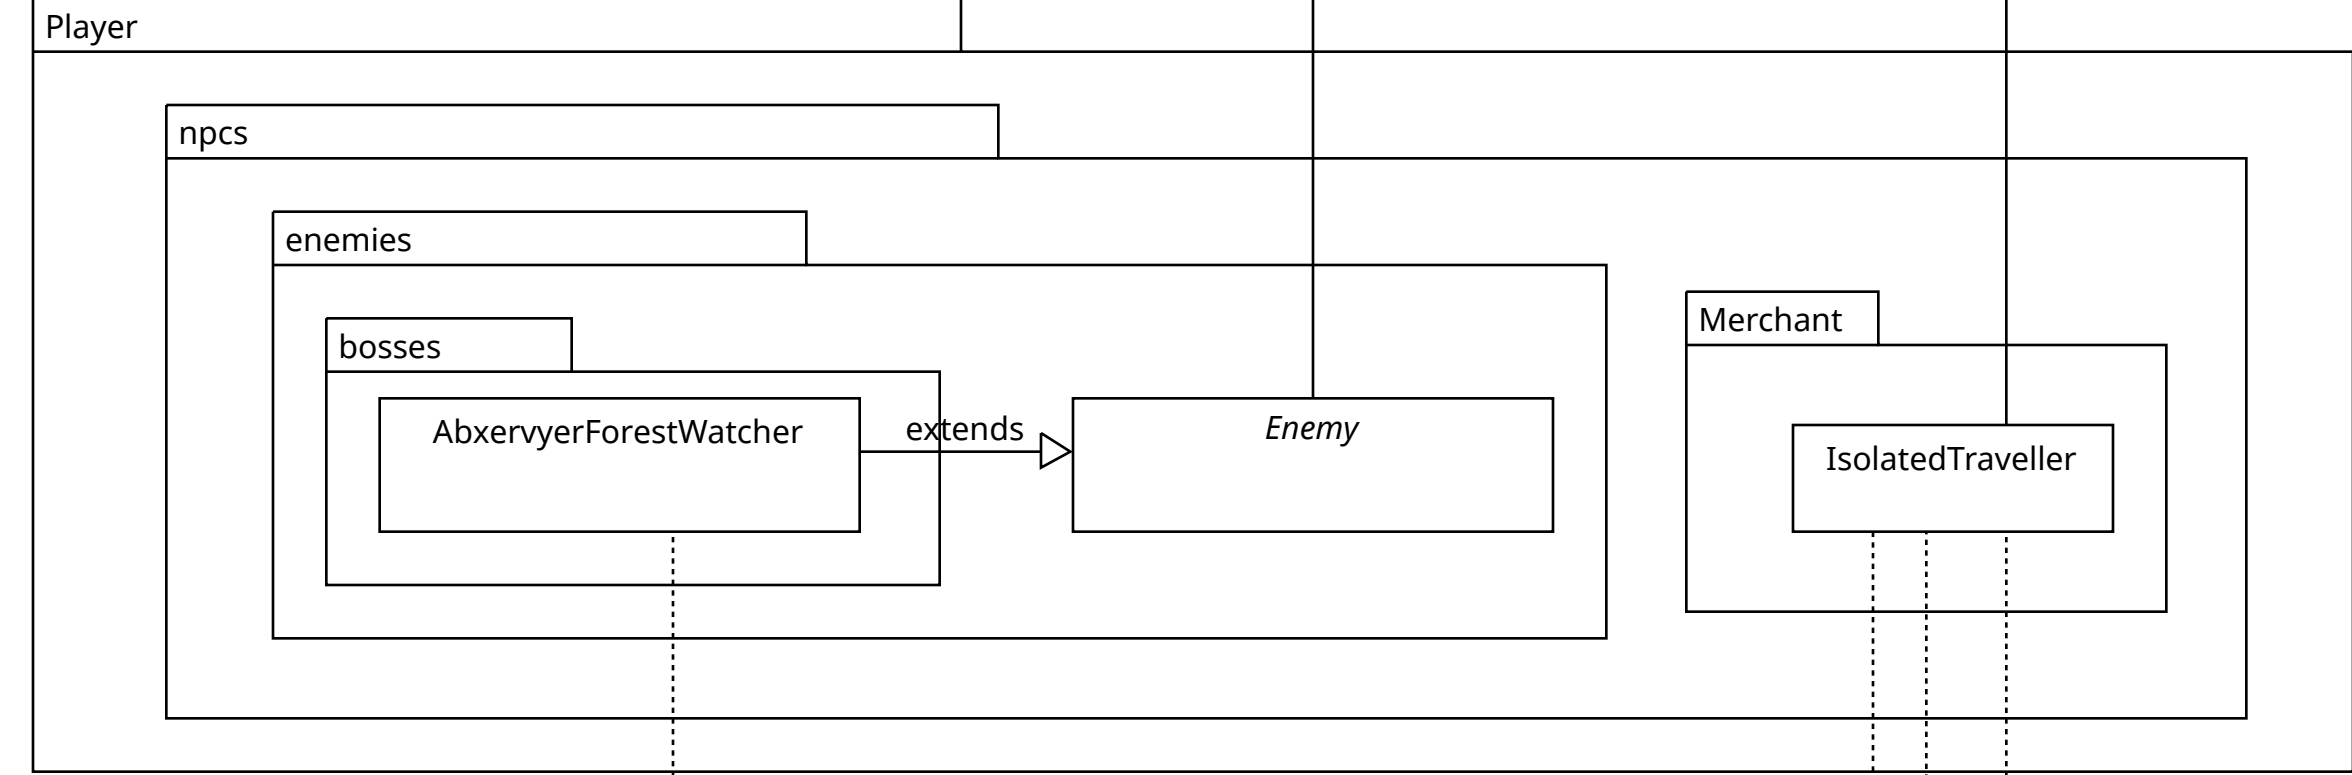 Player
npcs
enemies
Merchant
bosses
AbxervyerForestWatcher
extends
Enemy
IsolatedTraveller